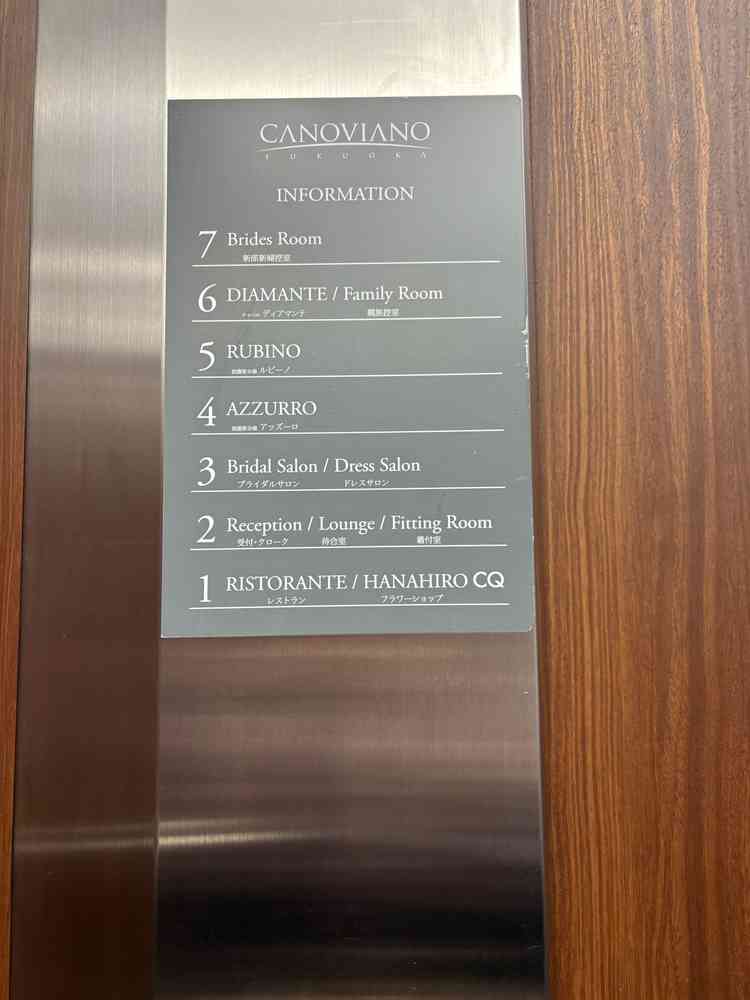 CANOVIANO
FUKUOKA
INFORMATION
7 Brides Room
新郎新婦控室
6 DIAMANTE / Family Room
チャペル ディアマンテ 親族控室
5 RUBINO
披露宴会場 ルビーノ
4 AZZURRO
披露宴会場 アッズーロ
3 Bridal Salon / Dress Salon
ブライダルサロン ドレスサロン
2 Reception / Lounge / Fitting Room
受付・クローク 待合室 着付室
1 RISTORANTE / HANAHIRO CQ
レストラン フラワーショップ